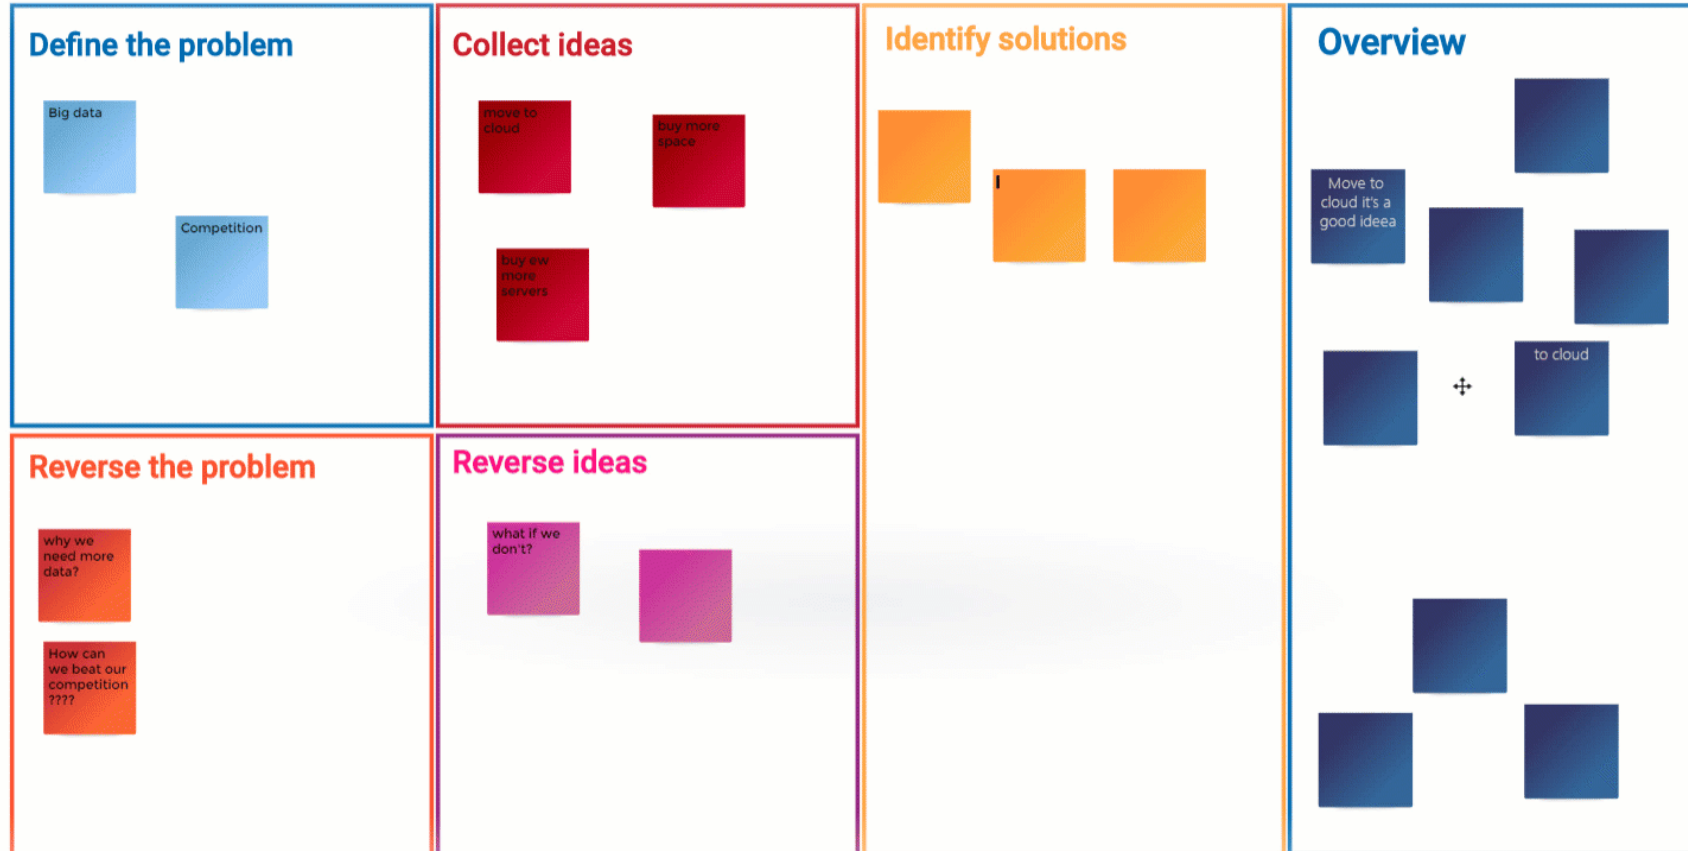 Define the problem
Big data
Competition
Collect ideas
move to
cloud
buy more
space
buy ew
more
servers
Identify solutions
Overview
Move to
cloud it's a
good ideea
to cloud
Reverse the problem
why we
need more
data?
How can
we beat our
competition
????
Reverse ideas
what if we
don't?